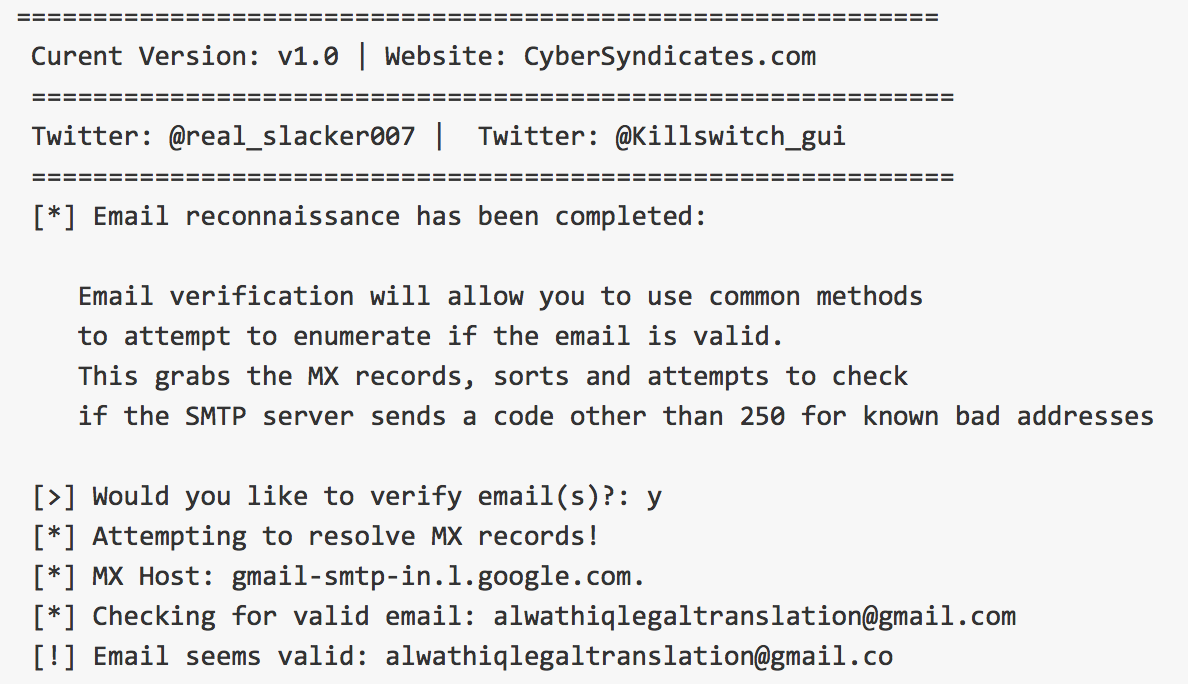 ============================================================
Curent Version: v1.0 | Website: CyberSyndicates.com
============================================================
Twitter: @real_slacker007 |  Twitter: @Killswitch_gui
============================================================
[*] Email reconnaissance has been completed:
Email verification will allow you to use common methods
to attempt to enumerate if the email is valid.
This grabs the MX records, sorts and attempts to check
if the SMTP server sends a code other than 250 for known bad addresses
[>] Would you like to verify email(s)?: y
[*] Attempting to resolve MX records!
[*] MX Host: gmail-smtp-in.l.google.com.
[*] Checking for valid email: alwathiqlegaltranslation@gmail.com
[!] Email seems valid: alwathiqlegaltranslation@gmail.co